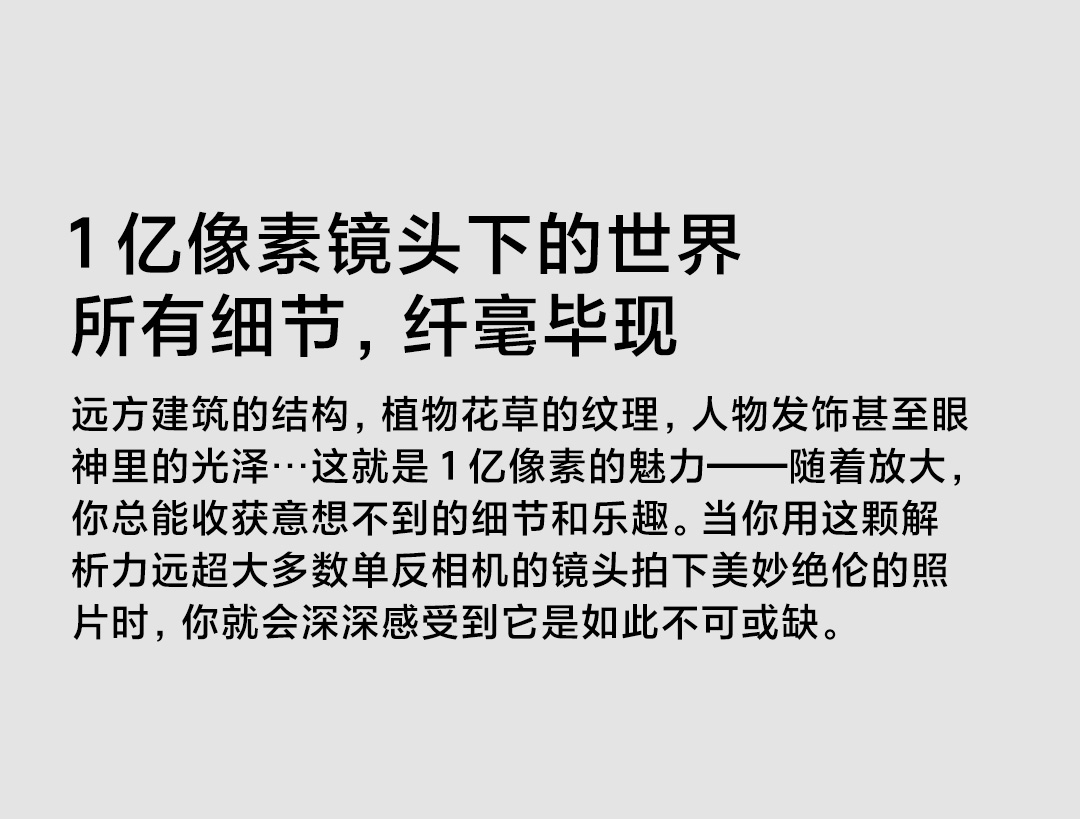 1 亿像素镜头下的世界
所有细节，纤毫毕现
远方建筑的结构，植物花草的纹理，人物发饰甚至眼
神里的光泽…这就是 1 亿像素的魅力——随着放大，
你总能收获意想不到的细节和乐趣。当你用这颗解
析力远超大多数单反相机的镜头拍下美妙绝伦的照
片时，你就会深深感受到它是如此不可或缺。